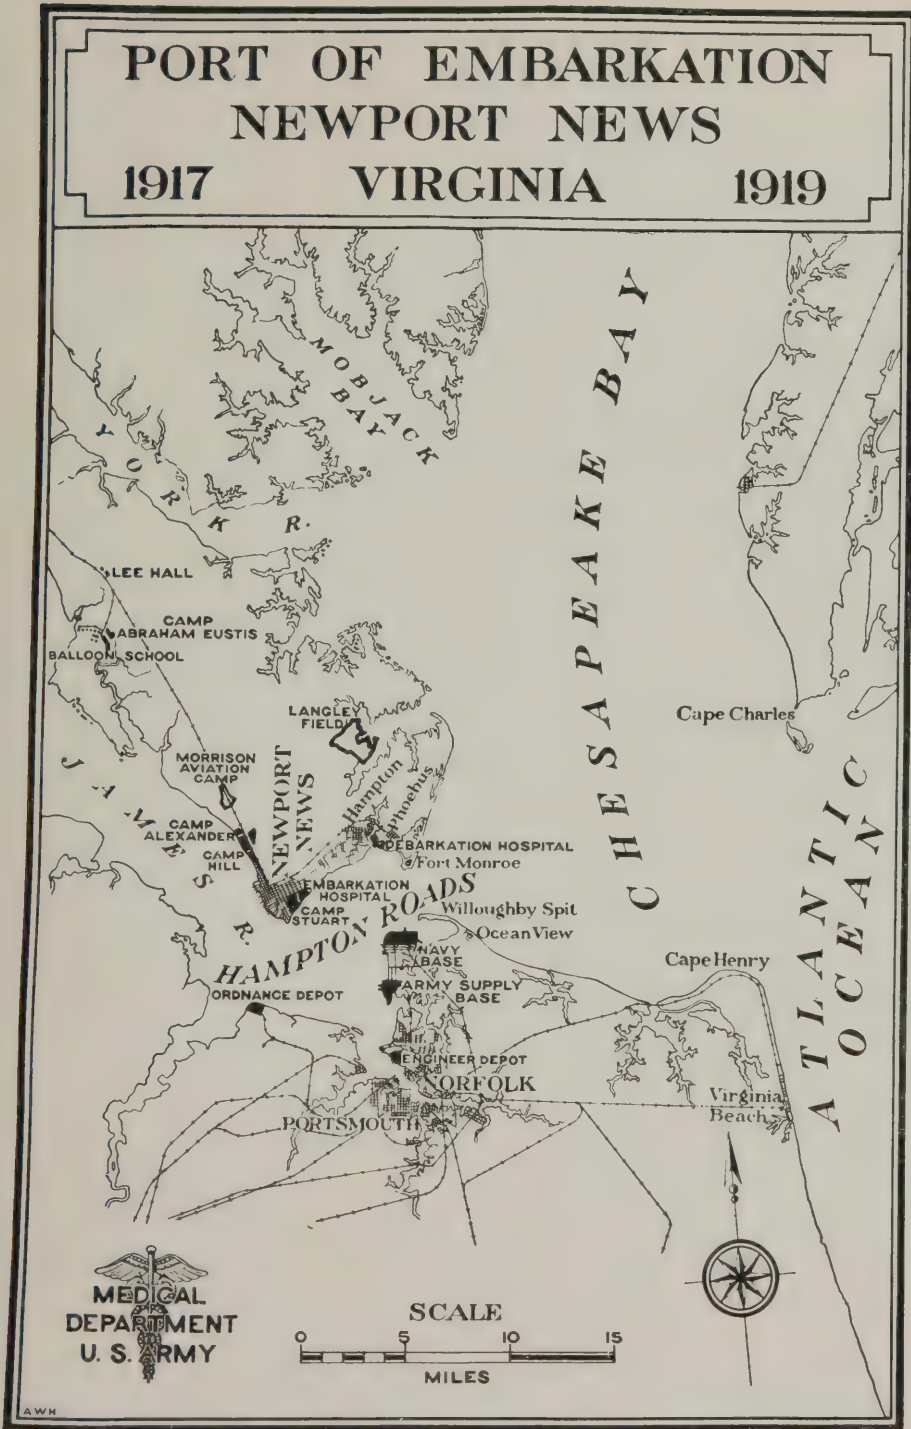 PORT OF EMBARKATION
NEWPORT NEWS
1917 VIRGINIA 1919
MOBJACK
BAY
CHESAPEAKE BAY
YORK R.
LEE HALL
CAMP
ABRAHAM EUSTIS
BALLOON SCHOOL
LANGLEY
FIELD
Cape Charles
MORRISON
AVIATION
CAMP
NEWPORT
NEWS
Hampton
Phoebus
JAMES R.
CAMP
ALEXANDER
CAMP
HILL
DEBARKATION HOSPITAL
Fort Monroe
EMBARKATION
HOSPITAL
CAMP
STUART
HAMPTON ROADS
Willoughby Spit
Ocean View
NAVY
BASE
Cape Henry
ATLANTIC
OCEAN
ORDNANCE DEPOT
ARMY SUPPLY
BASE
ENGINEER DEPOT
NORFOLK
PORTSMOUTH
Virginia
Beach
MEDICAL
DEPARTMENT
U. S. ARMY
SCALE
0 5 10 15
MILES
AWH